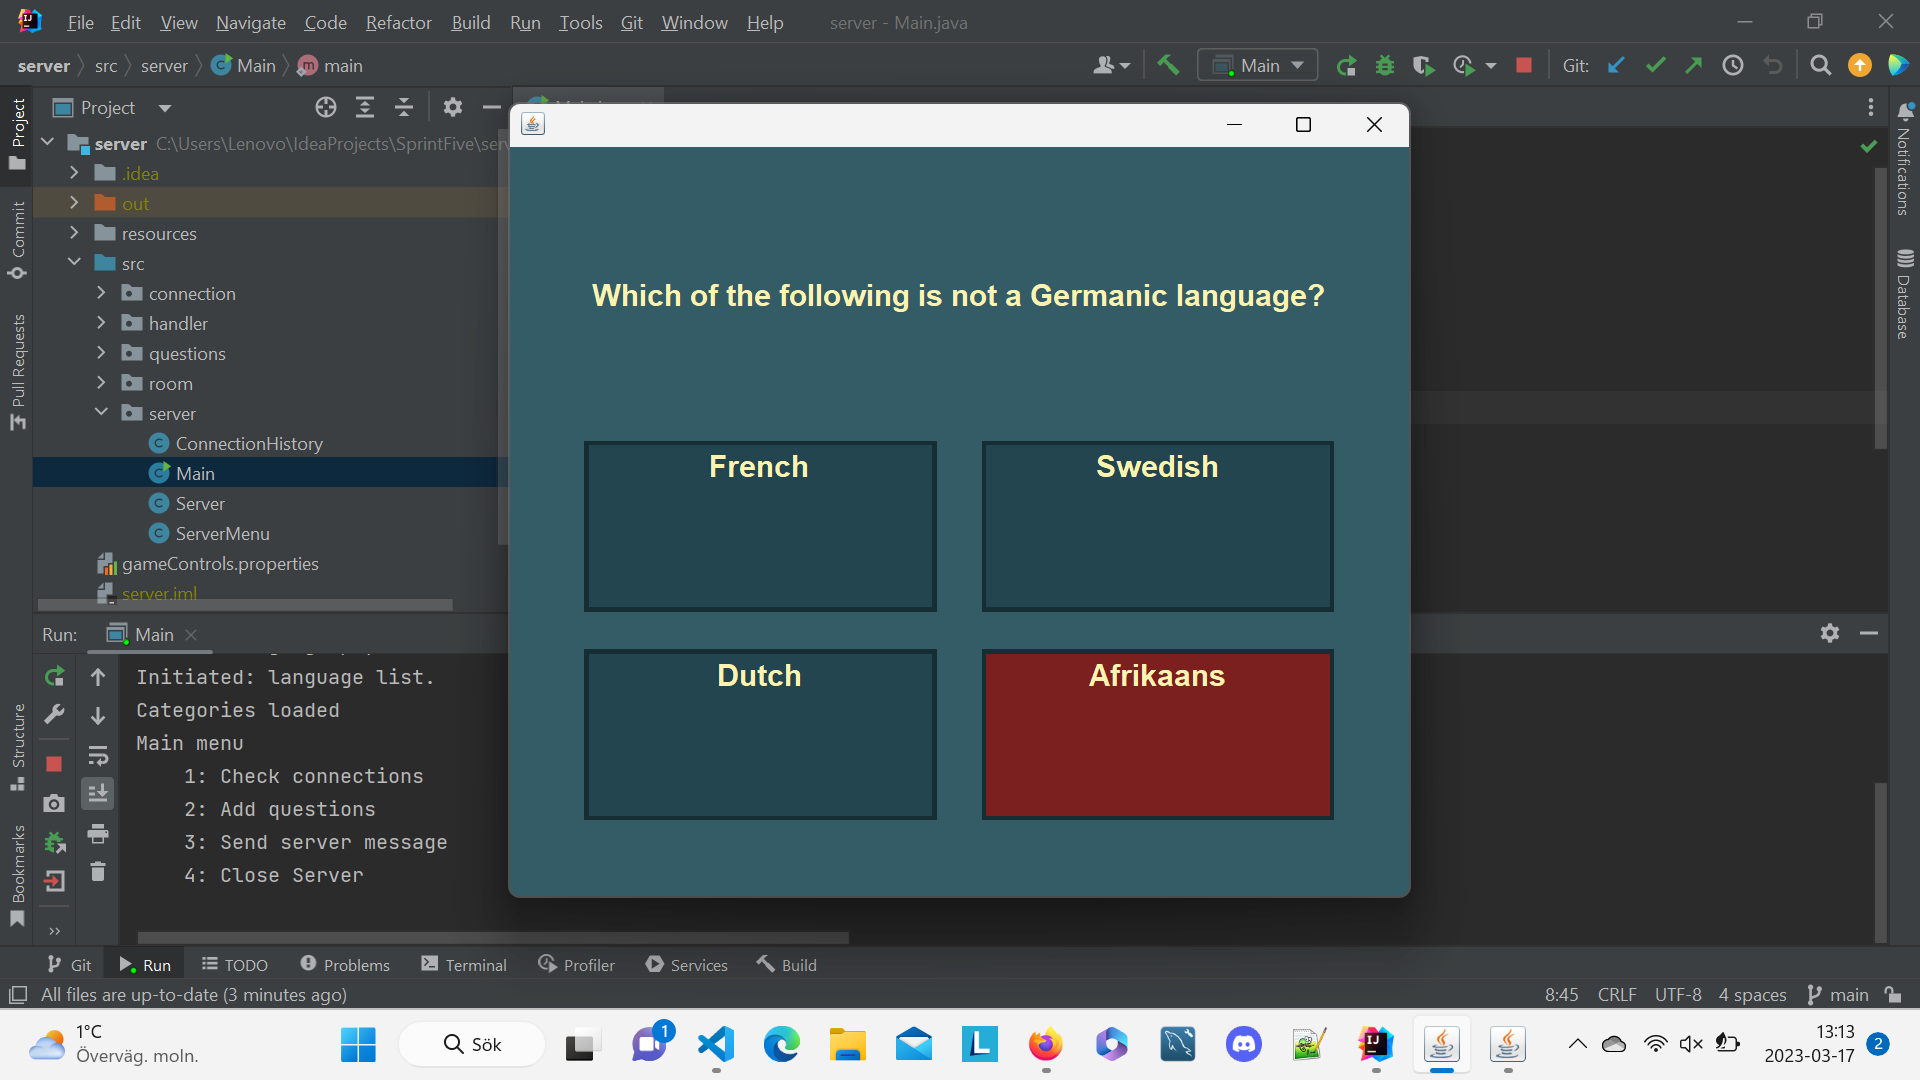 File Edit View Navigate Code Refactor Build Run Tools Git Window Help server - Main.java
server src server Main main
Main Git:
Project
Project
Commit
Pull Requests
Structure
Bookmarks
Notifications
Database
server C:\Users\Lenovo\IdeaProjects\SprintFive\ser
.idea
out
resources
src
connection
handler
questions
room
server
ConnectionHistory
Main
Server
ServerMenu
gameControls.properties
server.iml
Which of the following is not a Germanic language?
French
Swedish
Dutch
Afrikaans
Run: Main
Initiated: language list.
Categories loaded
Main menu
1: Check connections
2: Add questions
3: Send server message
4: Close Server
Git Run TODO Problems Terminal Profiler Services Build
All files are up-to-date (3 minutes ago)
8:45 CRLF UTF-8 4 spaces main
1°C
Överväg. moln.
Sök
1
L
IJ
13:13
2023-03-17
2